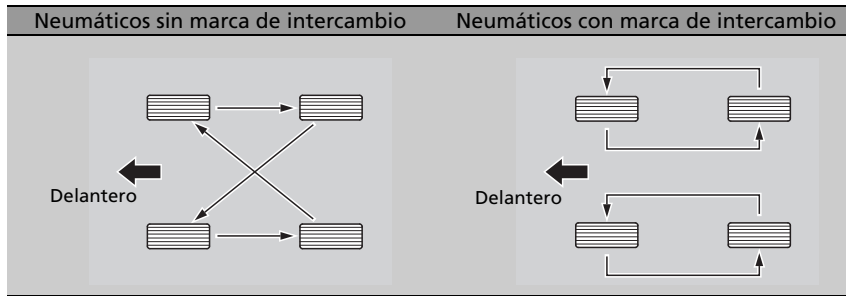 Neumáticos sin marca de intercambio
Neumáticos con marca de intercambio
Delantero
Delantero